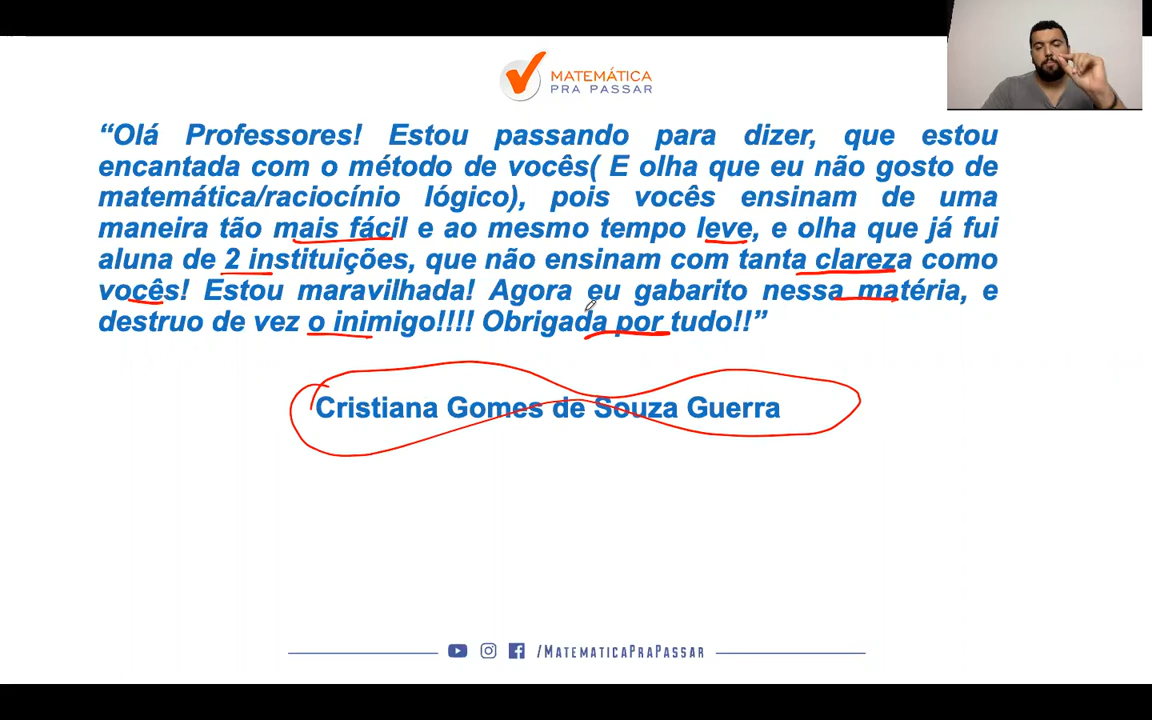 MATEMÁTICA
PRA PASSAR
“Olá Professores! Estou passando para dizer, que estou
encantada com o método de vocês( E olha que eu não gosto de
matemática/raciocínio lógico), pois vocês ensinam de uma
maneira tão mais fácil e ao mesmo tempo leve, e olha que já fui
aluna de 2 instituições, que não ensinam com tanta clareza como
vocês! Estou maravilhada! Agora eu gabarito nessa matéria, e
destruo de vez o inimigo!!!! Obrigada por tudo!!”
Cristiana Gomes de Souza Guerra
/MATEMATICAPRAPASSAR